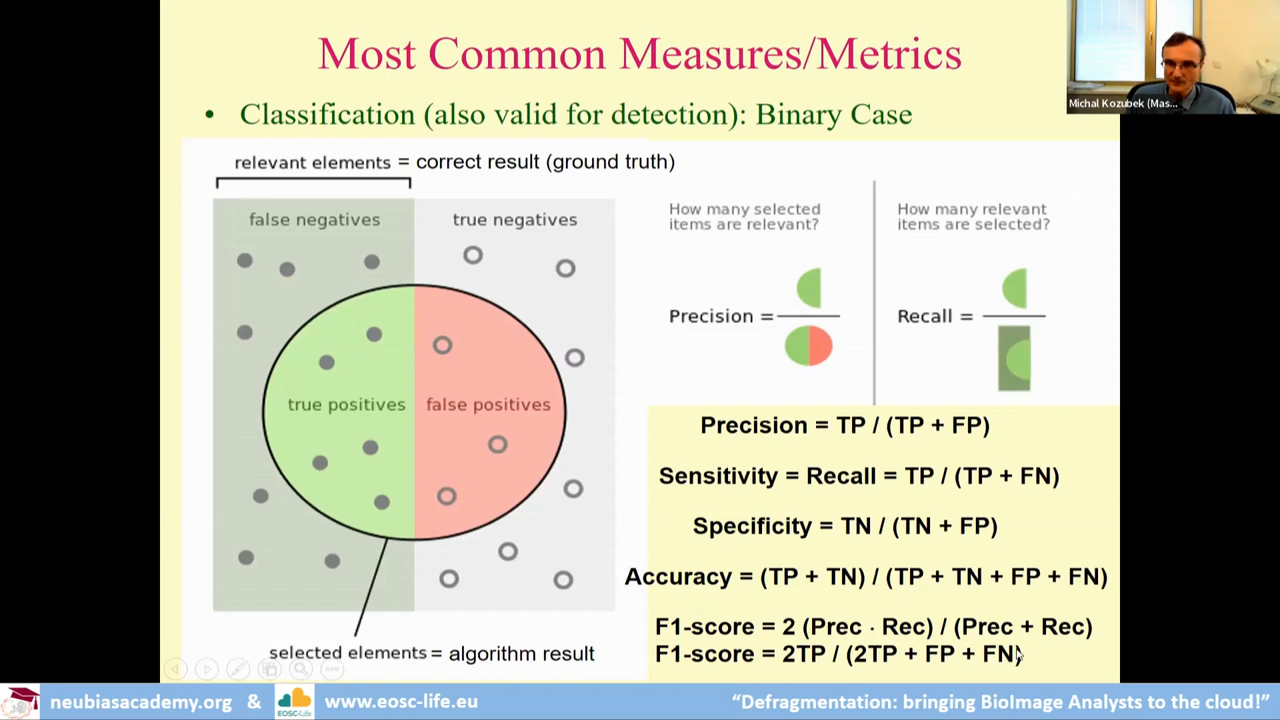 Most Common Measures/Metrics
Michal Kozubek (Mas...
• Classification (also valid for detection): Binary Case
relevant elements = correct result (ground truth)
false negatives
true negatives
true positives
false positives
selected elements = algorithm result
How many selected
items are relevant?
Precision =
How many relevant
items are selected?
Recall =
Precision = TP / (TP + FP)
Sensitivity = Recall = TP / (TP + FN)
Specificity = TN / (TN + FP)
Accuracy = (TP + TN) / (TP + TN + FP + FN)
F1-score = 2 (Prec · Rec) / (Prec + Rec)
F1-score = 2TP / (2TP + FP + FN)
neubiasacademy.org & EOSC-LIFE www.eosc-life.eu
“Defragmentation: bringing BioImage Analysts to the cloud!”